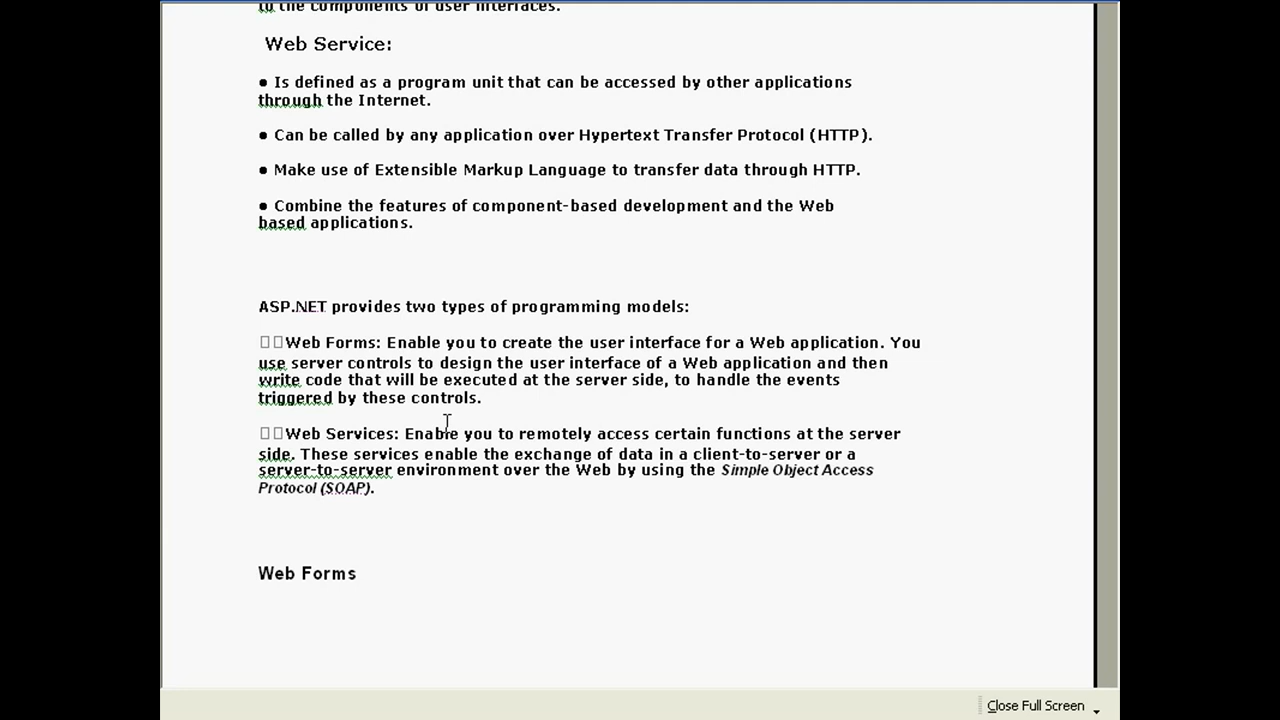 to the components of user interfaces.
Web Service:
● Is defined as a program unit that can be accessed by other applications
through the Internet.
● Can be called by any application over Hypertext Transfer Protocol (HTTP).
● Make use of Extensible Markup Language to transfer data through HTTP.
● Combine the features of component-based development and the Web
based applications.
ASP.NET provides two types of programming models:
□□Web Forms: Enable you to create the user interface for a Web application. You
use server controls to design the user interface of a Web application and then
write code that will be executed at the server side, to handle the events
triggered by these controls.
□□Web Services: Enable you to remotely access certain functions at the server
side. These services enable the exchange of data in a client-to-server or a
server-to-server environment over the Web by using the Simple Object Access
Protocol (SOAP).
Web Forms
Close Full Screen